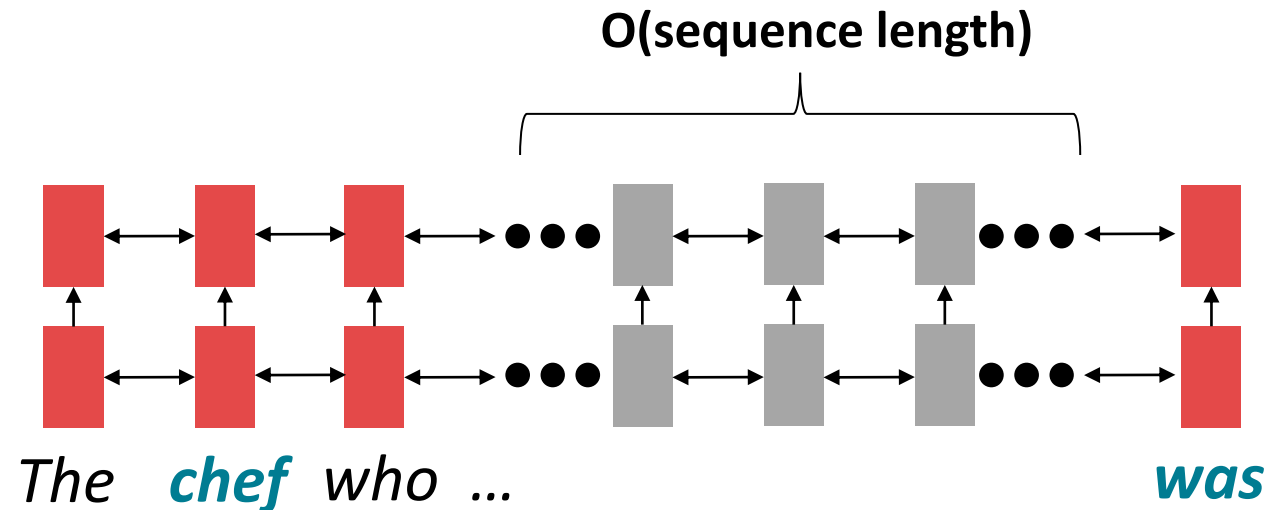 O(sequence length)
The chef who ... was